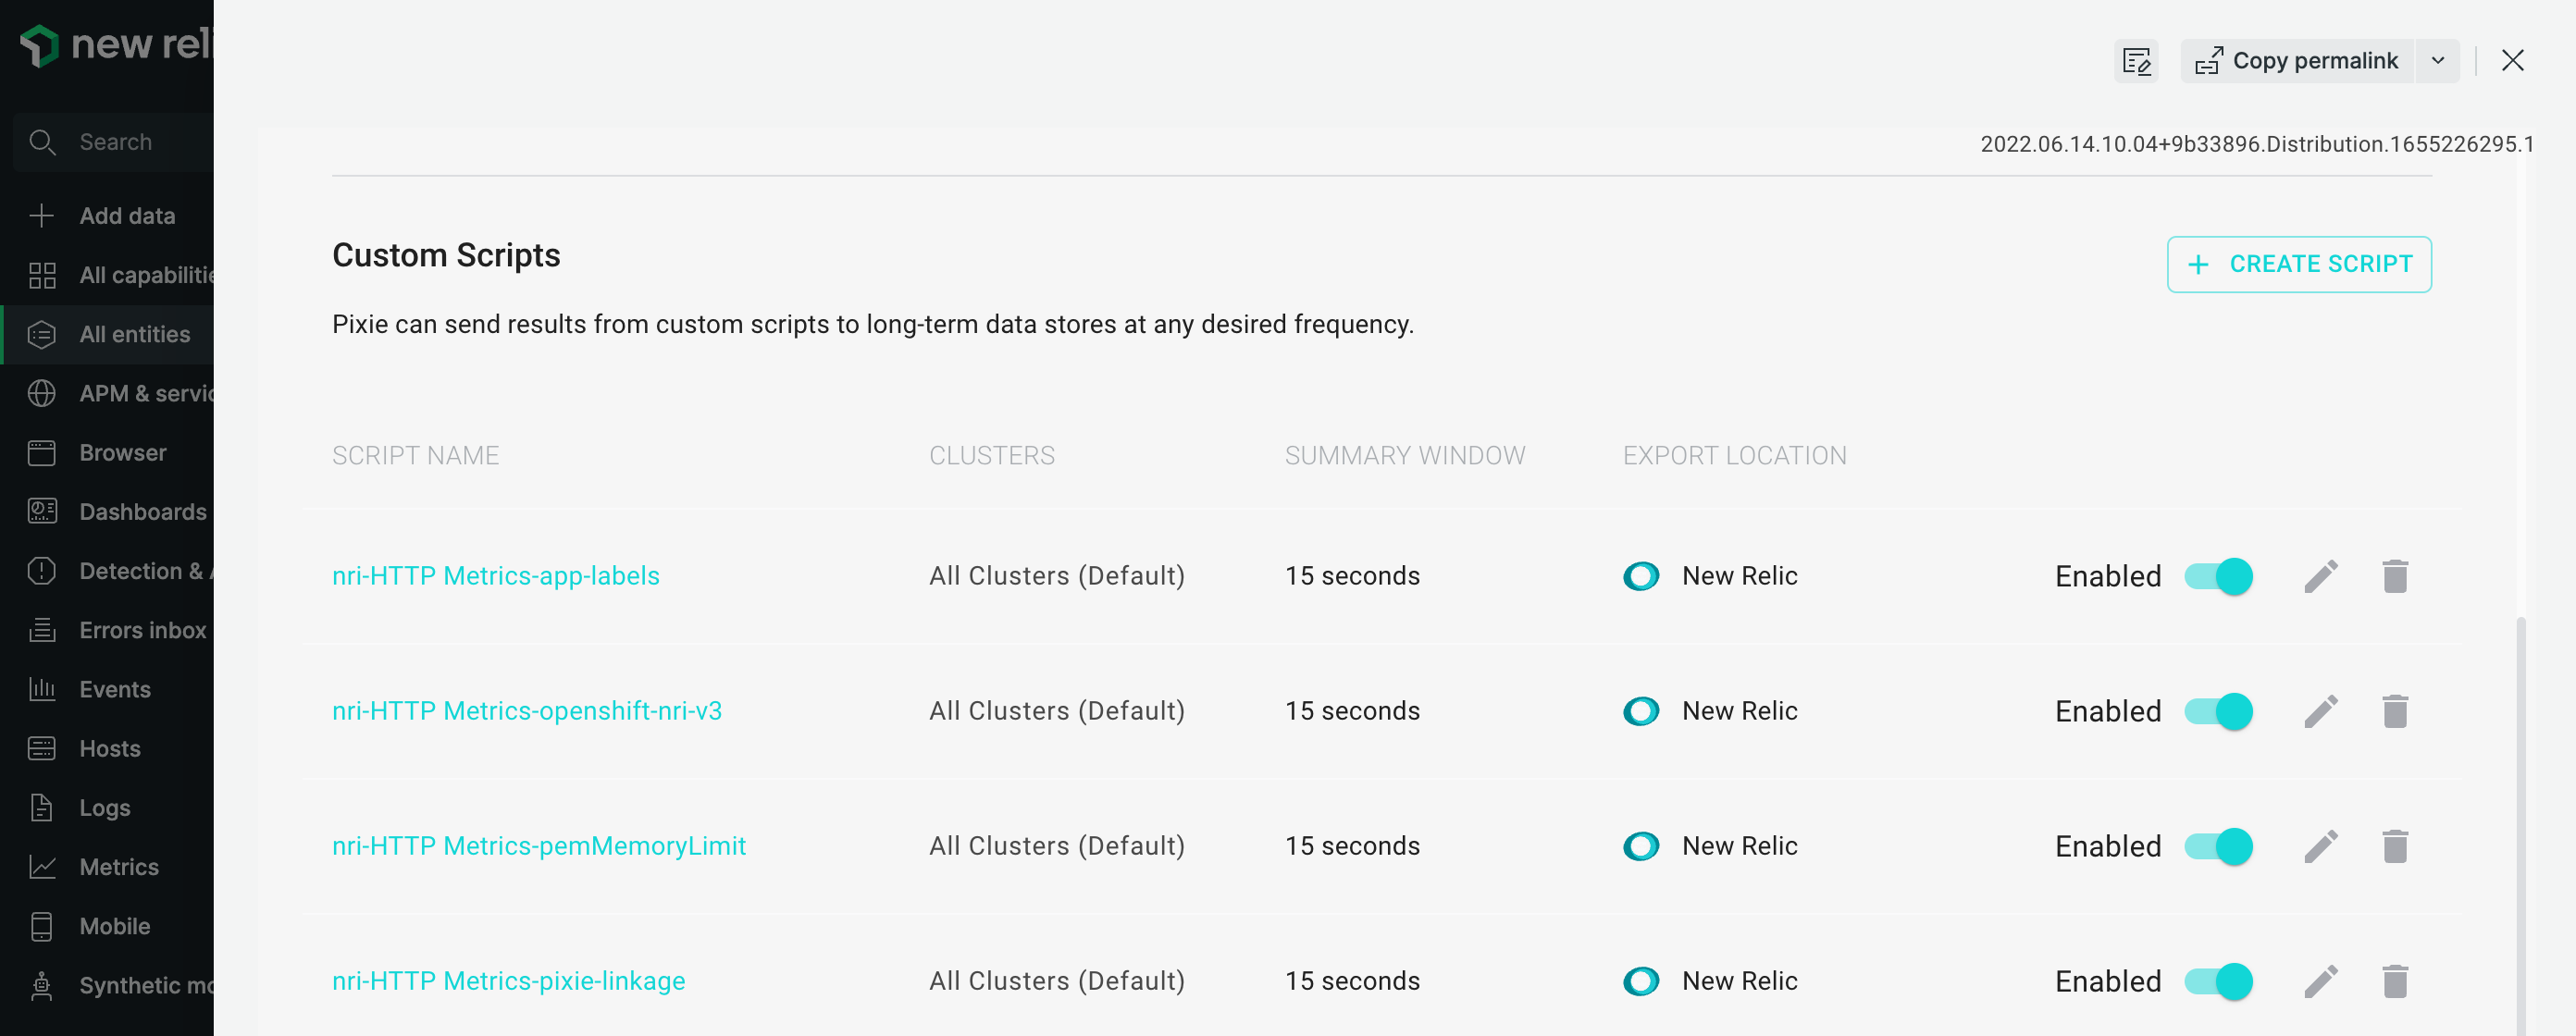 new reli
Search
Add data
All capabilitie
All entities
APM & servic
Browser
Dashboards
Detection & A
Errors inbox
Events
Hosts
Logs
Metrics
Mobile
Synthetic mo
Copy permalink
2022.06.14.10.04+9b33896.Distribution.1655226295.1
Custom Scripts
+ CREATE SCRIPT
Pixie can send results from custom scripts to long-term data stores at any desired frequency.
SCRIPT NAME CLUSTERS SUMMARY WINDOW EXPORT LOCATION
nri-HTTP Metrics-app-labels All Clusters (Default) 15 seconds New Relic Enabled
nri-HTTP Metrics-openshift-nri-v3 All Clusters (Default) 15 seconds New Relic Enabled
nri-HTTP Metrics-pemMemoryLimit All Clusters (Default) 15 seconds New Relic Enabled
nri-HTTP Metrics-pixie-linkage All Clusters (Default) 15 seconds New Relic Enabled